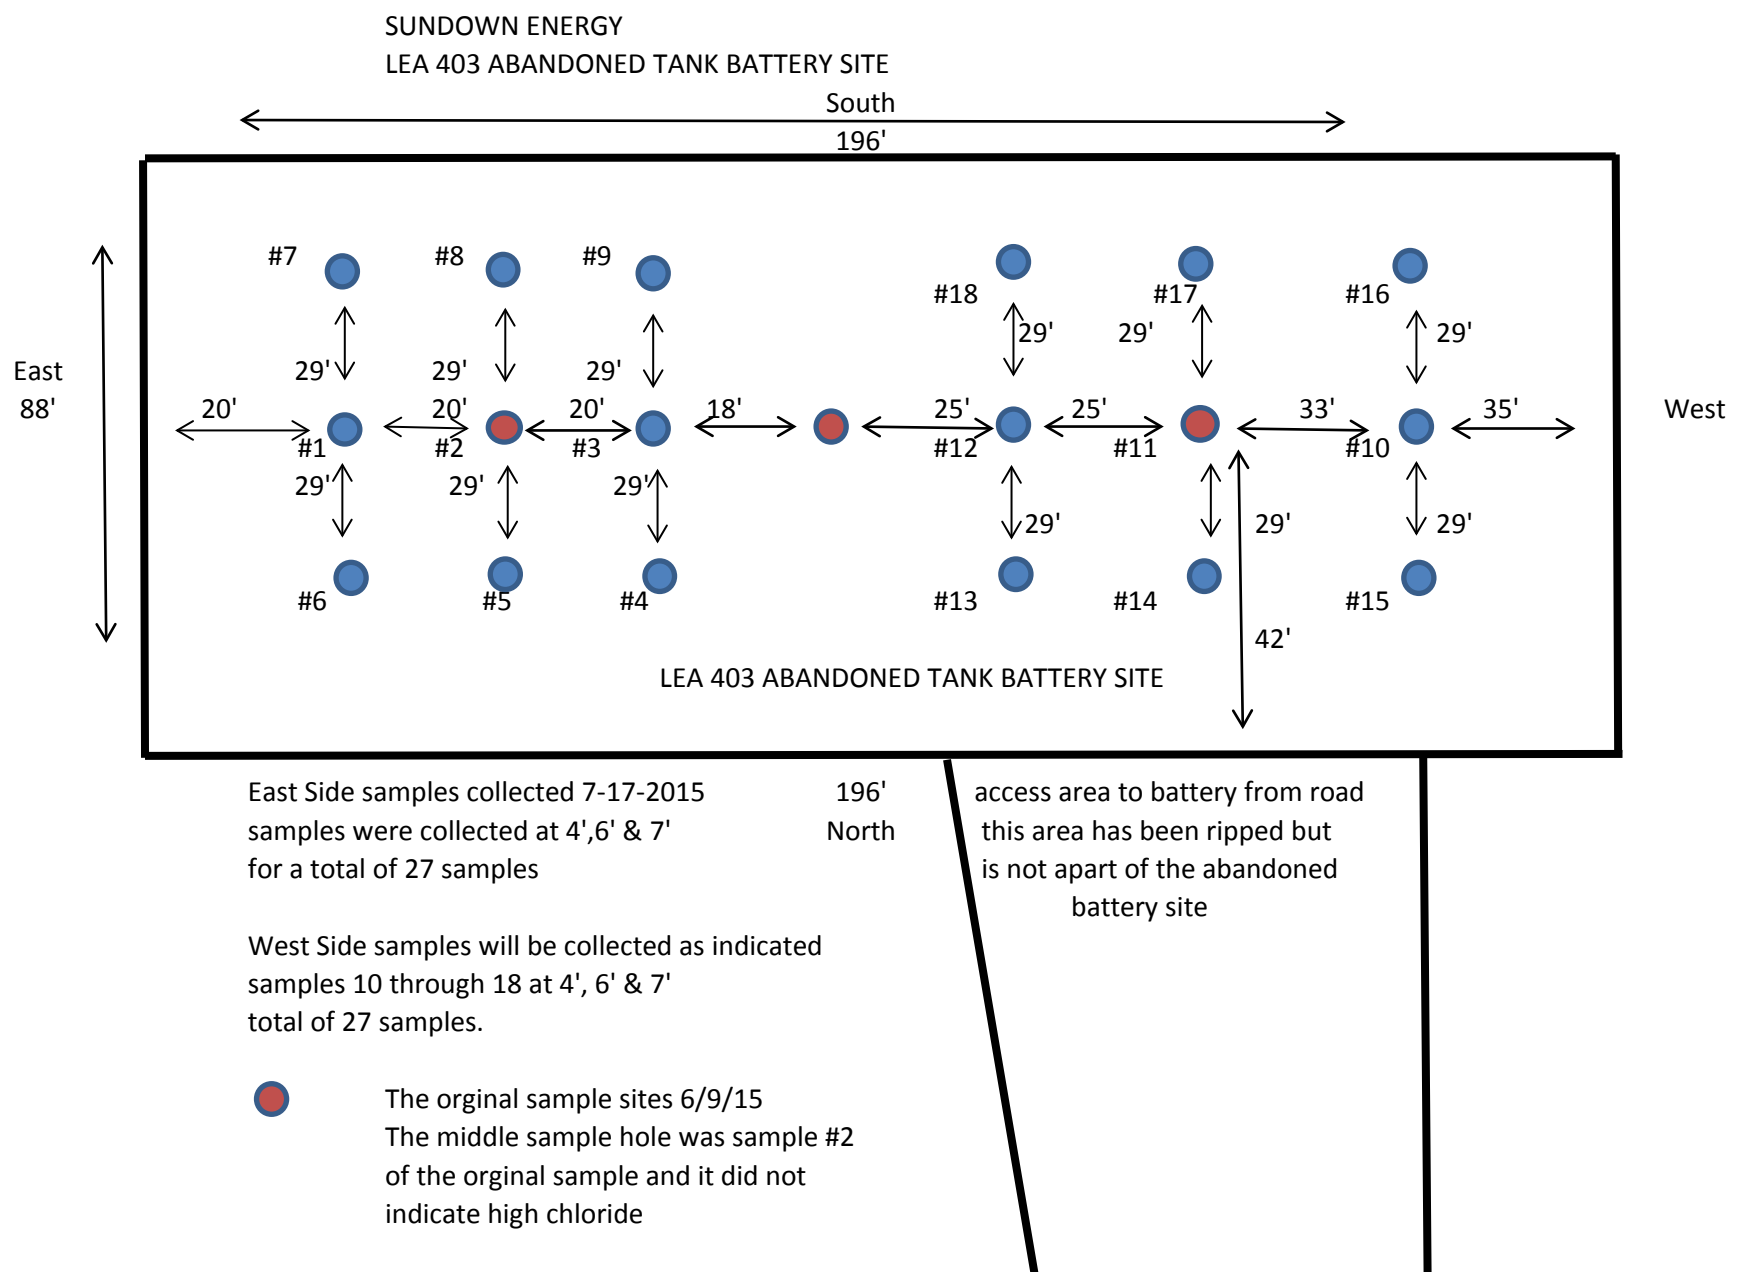 SUNDOWN ENERGY
LEA 403 ABANDONED TANK BATTERY SITE
South
196'
#7 #8 #9
#18 #17 #16
29' 29' 29'
East 29' 29' 29'
88' 20' 20' 20' 18' 25' 25' 33' 35' West
#1 #2 #3 #12 #11 #10
29' 29' 29'
29' 29' 29'
#6 #5 #4 #13 #14 #15
42'
LEA 403 ABANDONED TANK BATTERY SITE
East Side samples collected 7-17-2015
samples were collected at 4',6' & 7'
for a total of 27 samples
196'
North
access area to battery from road
this area has been ripped but
is not apart of the abandoned
battery site
West Side samples will be collected as indicated
samples 10 through 18 at 4', 6' & 7'
total of 27 samples.
The orginal sample sites 6/9/15
The middle sample hole was sample #2
of the orginal sample and it did not
indicate high chloride